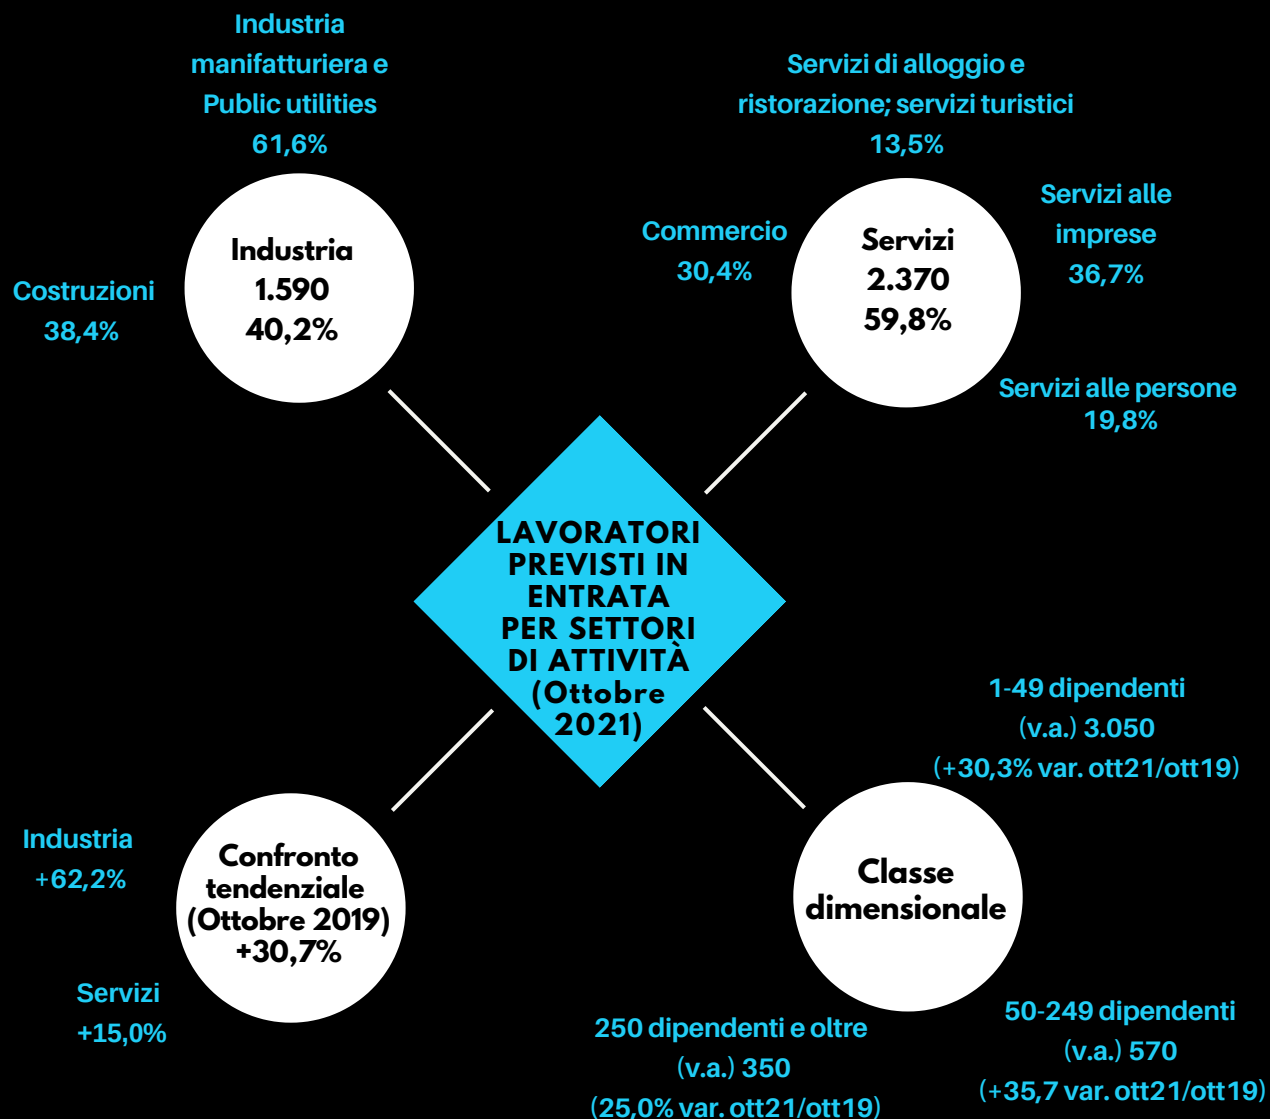 Industria
manifatturiera e
Public utilities
61,6%
Costruzioni
38,4%
Industria
1.590
40,2%
Servizi di alloggio e
ristorazione; servizi turistici
13,5%
Commercio
30,4%
Servizi
2.370
59,8%
Servizi alle
imprese
36,7%
Servizi alle persone
19,8%
LAVORATORI
PREVISTI IN
ENTRATA
PER SETTORI
DI ATTIVITÀ
(Ottobre
2021)
Industria
+62,2%
Confronto
tendenziale
(Ottobre 2019)
+30,7%
Servizi
+15,0%
1-49 dipendenti
(v.a.) 3.050
(+30,3% var. ott21/ott19)
Classe
dimensionale
250 dipendenti e oltre
(v.a.) 350
(25,0% var. ott21/ott19)
50-249 dipendenti
(v.a.) 570
(+35,7 var. ott21/ott19)